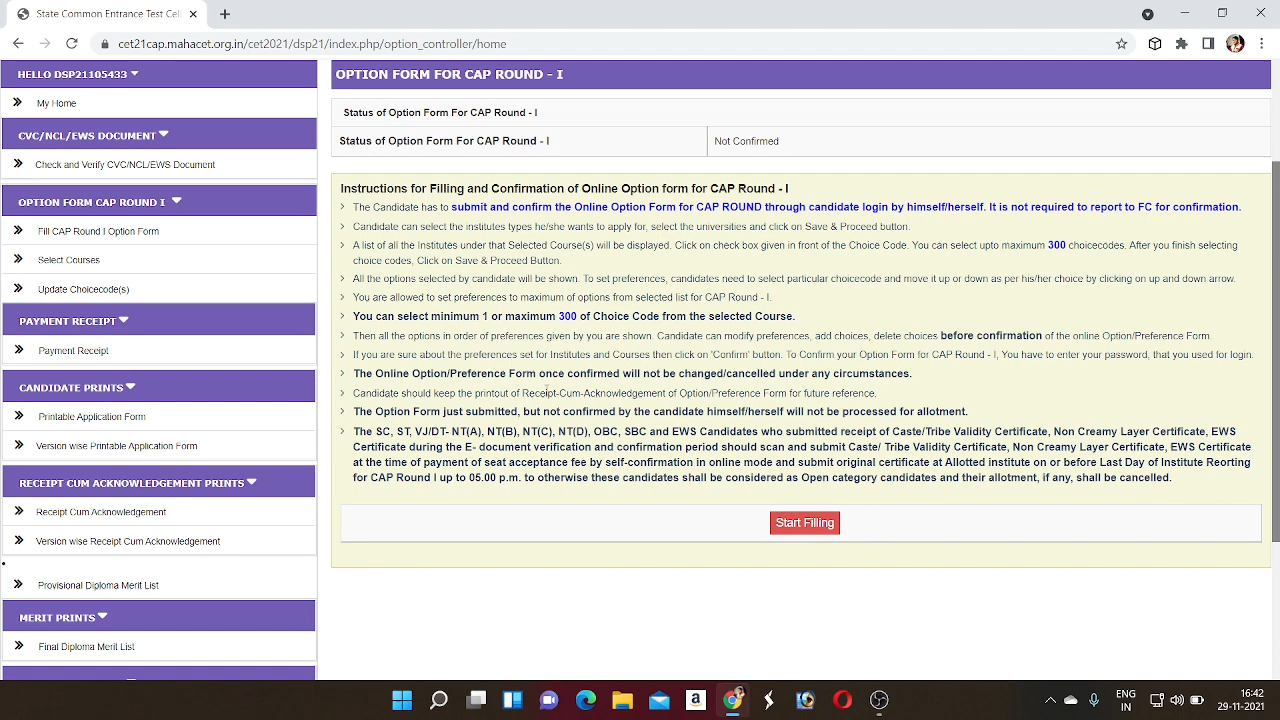 State Common Entrance Test Cell
cet21cap.mahacet.org.in/cet2021/dsp21/index.php/option_controller/home
HELLO DSP21105433
My Home
CVC/NCL/EWS DOCUMENT
Check and Verify CVC/NCL/EWS Document
OPTION FORM CAP ROUND I
Fill CAP Round I Option Form
Select Courses
Update Choicecode(s)
PAYMENT RECEIPT
Payment Receipt
CANDIDATE PRINTS
Printable Application Form
Version wise Printable Application Form
RECEIPT CUM ACKNOWLEDGEMENT PRINTS
Receipt Cum Acknowledgement
Version wise Receipt Cum Acknowledgement
Provisional Diploma Merit List
MERIT PRINTS
Final Diploma Merit List
OPTION FORM FOR CAP ROUND - I
Status of Option Form For CAP Round - I
Status of Option Form For CAP Round - I Not Confirmed
Instructions for Filling and Confirmation of Online Option form for CAP Round - I
The Candidate has to submit and confirm the Online Option Form for CAP ROUND through candidate login by himself/herself. It is not required to report to FC for confirmation.
Candidate can select the institutes types he/she wants to apply for, select the universities and click on Save & Proceed button.
A list of all the Institutes under that Selected Course(s) will be displayed. Click on check box given in front of the Choice Code. You can select upto maximum 300 choicecodes. After you finish selecting
choice codes, Click on Save & Proceed Button.
All the options selected by candidate will be shown. To set preferences, candidates need to select particular choicecode and move it up or down as per his/her choice by clicking on up and down arrow.
You are allowed to set preferences to maximum of options from selected list for CAP Round - I.
You can select minimum 1 or maximum 300 of Choice Code from the selected Course.
Then all the options in order of preferences given by you are shown. Candidate can modify preferences, add choices, delete choices before confirmation of the online Option/Preference Form.
If you are sure about the preferences set for Institutes and Courses then click on 'Confirm' button. To Confirm your Option Form for CAP Round - I, You have to enter your password, that you used for login.
The Online Option/Preference Form once confirmed will not be changed/cancelled under any circumstances.
Candidate should keep the printout of Receipt-Cum-Acknowledgement of Option/Preference Form for future reference.
The Option Form just submitted, but not confirmed by the candidate himself/herself will not be processed for allotment.
The SC, ST, VJ/DT- NT(A), NT(B), NT(C), NT(D), OBC, SBC and EWS Candidates who submitted receipt of Caste/Tribe Validity Certificate, Non Creamy Layer Certificate, EWS
Certificate during the E- document verification and confirmation period should scan and submit Caste/ Tribe Validity Certificate, Non Creamy Layer Certificate, EWS Certificate
at the time of payment of seat acceptance fee by self-confirmation in online mode and submit original certificate at Allotted institute on or before Last Day of Institute Reorting
for CAP Round I up to 05.00 p.m. to otherwise these candidates shall be considered as Open category candidates and their allotment, if any, shall be cancelled.
Start Filling
ENG
IN
16:42
29-11-2021